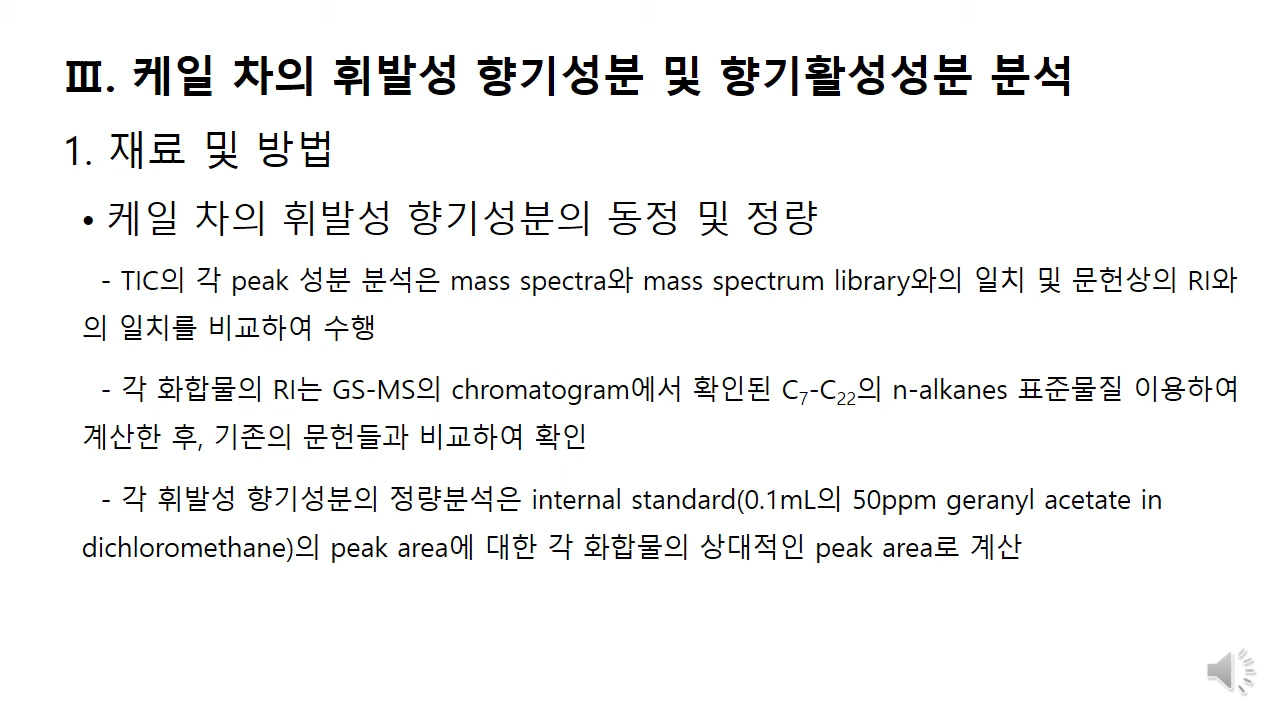 Ⅲ. 케일 차의 휘발성 향기성분 및 향기활성성분 분석
1. 재료 및 방법
• 케일 차의 휘발성 향기성분의 동정 및 정량
- TIC의 각 peak 성분 분석은 mass spectra와 mass spectrum library와의 일치 및 문헌상의 RI와
의 일치를 비교하여 수행
- 각 화합물의 RI는 GS-MS의 chromatogram에서 확인된 C₇-C₂₂의 n-alkanes 표준물질 이용하여
계산한 후, 기존의 문헌들과 비교하여 확인
- 각 휘발성 향기성분의 정량분석은 internal standard(0.1mL의 50ppm geranyl acetate in
dichloromethane)의 peak area에 대한 각 화합물의 상대적인 peak area로 계산